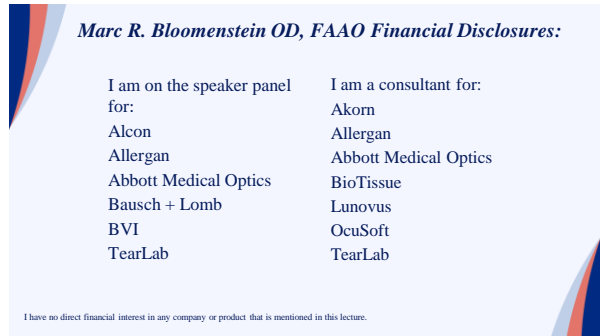 Marc R. Bloomenstein OD, FAAO Financial Disclosures:
I am on the speaker panel
for:
Alcon
Allergan
Abbott Medical Optics
Bausch + Lomb
BVI
TearLab
I am a consultant for:
Akorn
Allergan
Abbott Medical Optics
BioTissue
Lunovus
OcuSoft
TearLab
I have no direct financial interest in any company or product that is mentioned in this lecture.